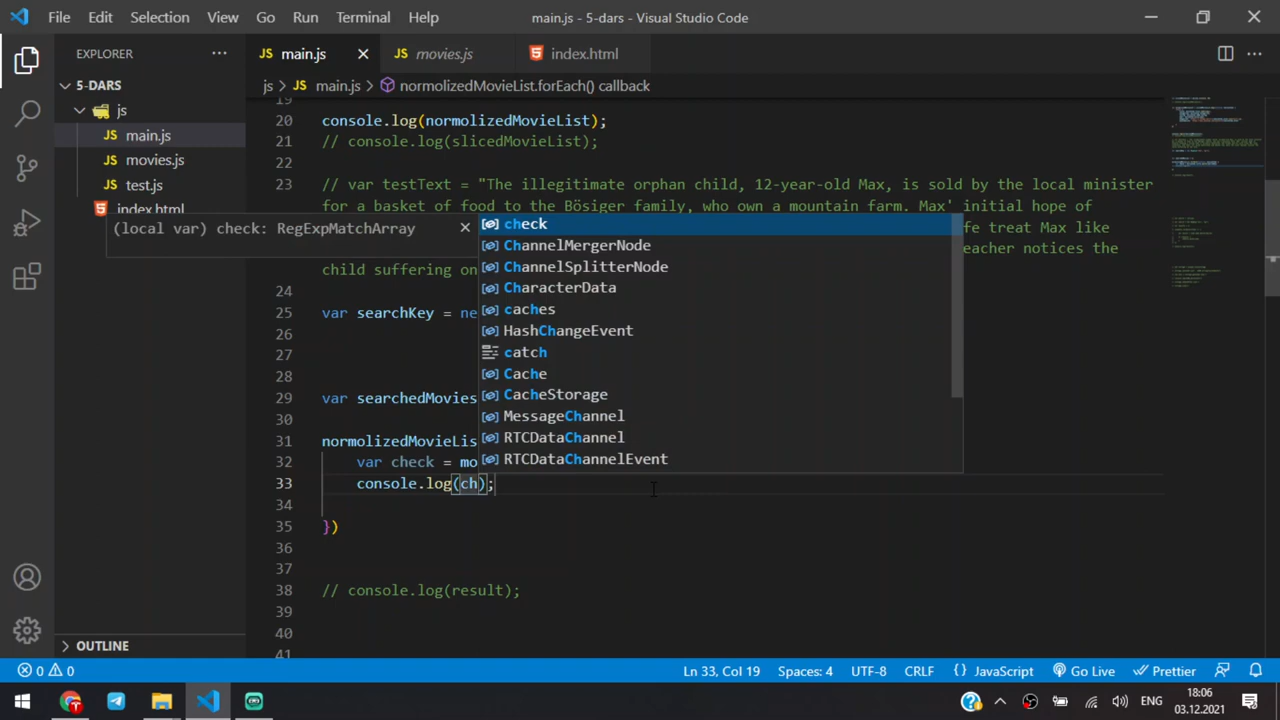 File Edit Selection View Go Run Terminal Help main.js - 5-dars - Visual Studio Code
EXPLORER ··· JS main.js JS movies.js index.html ···
5-DARS
js > JS main.js > normolizedMovieList.forEach() callback
js
JS main.js
JS movies.js
JS test.js
index.html
19
20 console.log(normolizedMovieList);
21 // console.log(slicedMovieList);
22
23 // var testText = "The illegitimate orphan child, 12-year-old Max, is sold by the local minister
for a basket of food to the Bösiger family, who own a mountain farm. Max' initial hope of
fe treat Max like
eacher notices the
child suffering on
(local var) check: RegExpMatchArray
check
ChannelMergerNode
ChannelSplitterNode
CharacterData
caches
HashChangeEvent
catch
Cache
CacheStorage
MessageChannel
RTCDataChannel
RTCDataChannelEvent
24
25 var searchKey = ne
26
27
28
29 var searchedMovies
30
31 normolizedMovieLis
32 var check = mo
33 console.log(ch);
34
35 })
36
37
38 // console.log(result);
39
40
41
OUTLINE
0 0 Ln 33, Col 19 Spaces: 4 UTF-8 CRLF {} JavaScript Go Live Prettier
ENG 18:06
03.12.2021